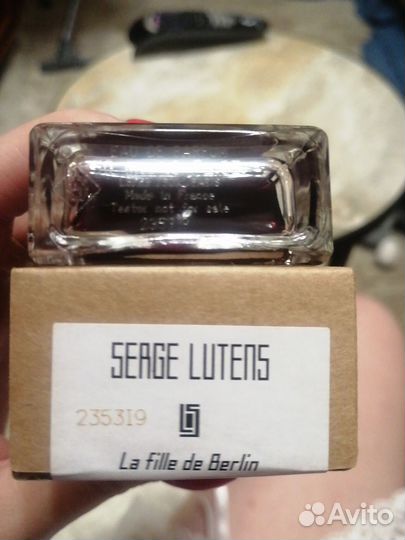 Made in France
Tester not for sale
SERGE LUTENS
235319
La fille de Berlin
Avito